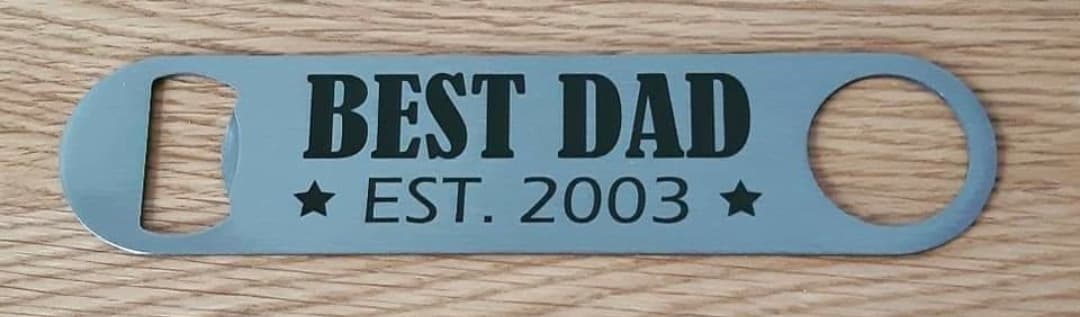 BEST DAD
★ EST. 2003 ★